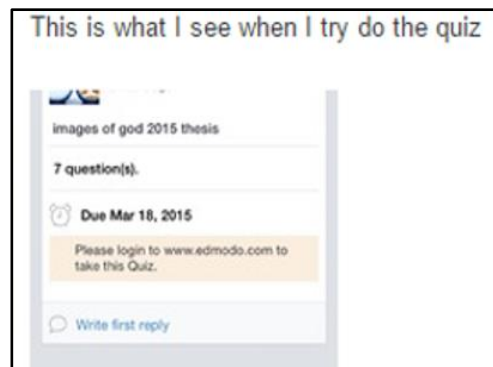 This is what I see when I try do the quiz
images of god 2015 thesis
7 question(s).
Due Mar 18, 2015
Please login to www.edmodo.com to
take this Quiz.
Write first reply